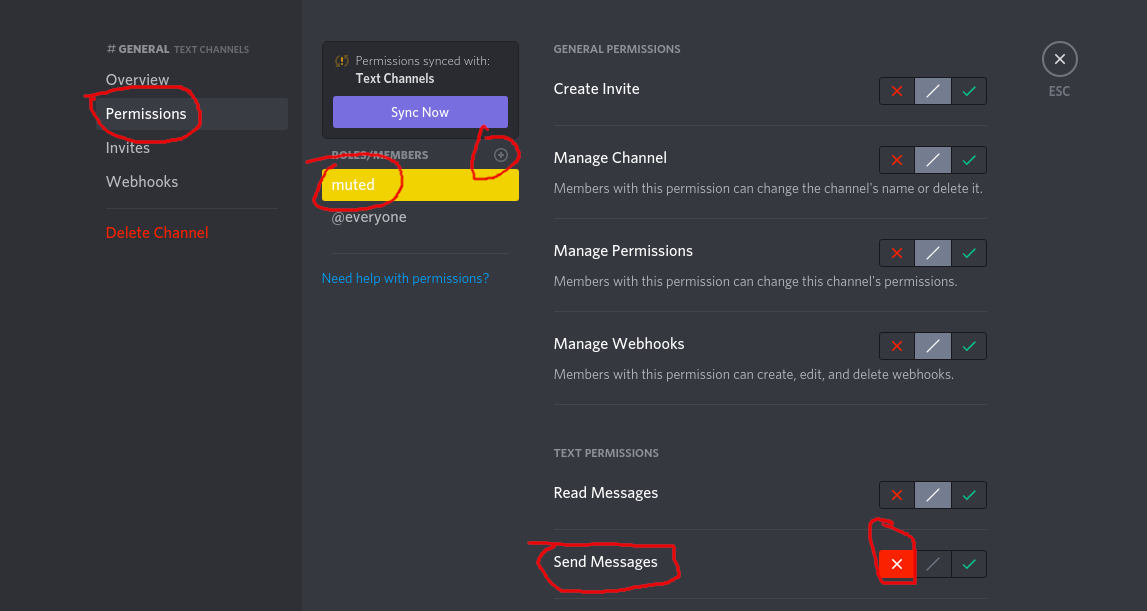 # GENERAL TEXT CHANNELS
Overview
Permissions
Invites
Webhooks
Delete Channel
Permissions synced with:
Text Channels
Sync Now
ROLES/MEMBERS
muted
@everyone
Need help with permissions?
GENERAL PERMISSIONS
Create Invite
Manage Channel
Members with this permission can change the channel's name or delete it.
Manage Permissions
Members with this permission can change this channel's permissions.
Manage Webhooks
Members with this permission can create, edit, and delete webhooks.
TEXT PERMISSIONS
Read Messages
Send Messages
ESC